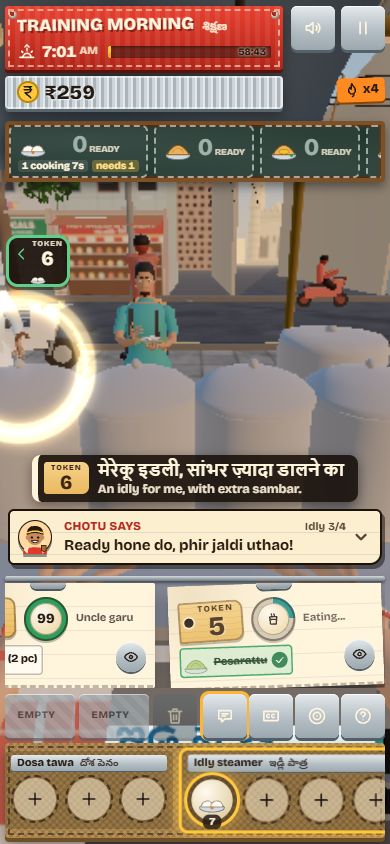 TRAINING MORNING శిక్షణ
7:01 AM
58:43
₹ ₹259
x4
0 READY
1 cooking 7s needs 1
0 READY
0 READY
TOKEN
6
TOKEN
6
मेरेकू इडली, सांभर ज़्यादा डालने का
An idly for me, with extra sambar.
CHOTU SAYS
Idly 3/4
Ready hone do, phir jaldi uthao!
99
Uncle garu
(2 pc)
TOKEN
5
Eating...
Pesarattu
EMPTY
EMPTY
CC
?
Dosa tawa దోశ పెనం
Idly steamer ఇడ్లీ పాత్ర
7